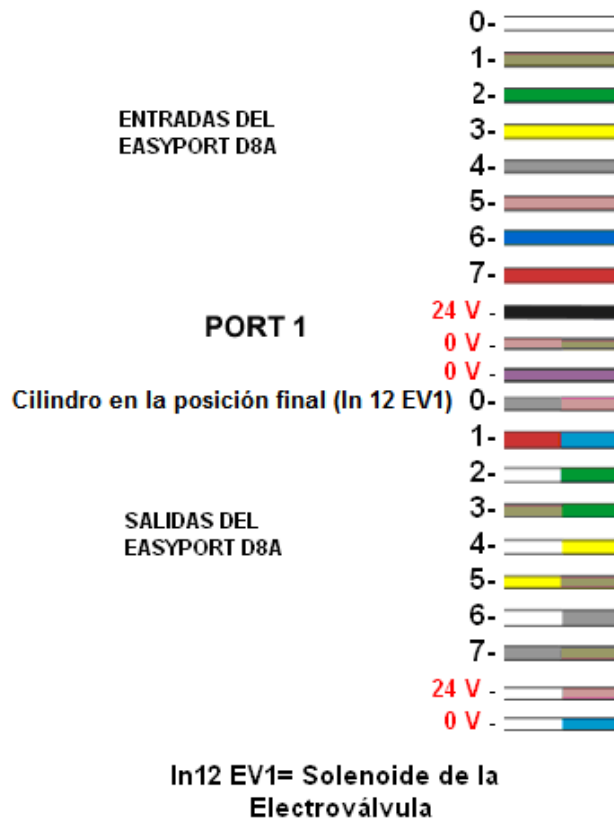 0-
1-
2-
ENTRADAS DEL
EASYPORT D8A
3-
4-
5-
6-
7-
24 V -
PORT 1
0 V -
0 V -
Cilindro en la posición final (In 12 EV1) 0-
1-
2-
SALIDAS DEL
EASYPORT D8A
3-
4-
5-
6-
7-
24 V -
0 V -
In12 EV1= Solenoide de la
Electroválvula